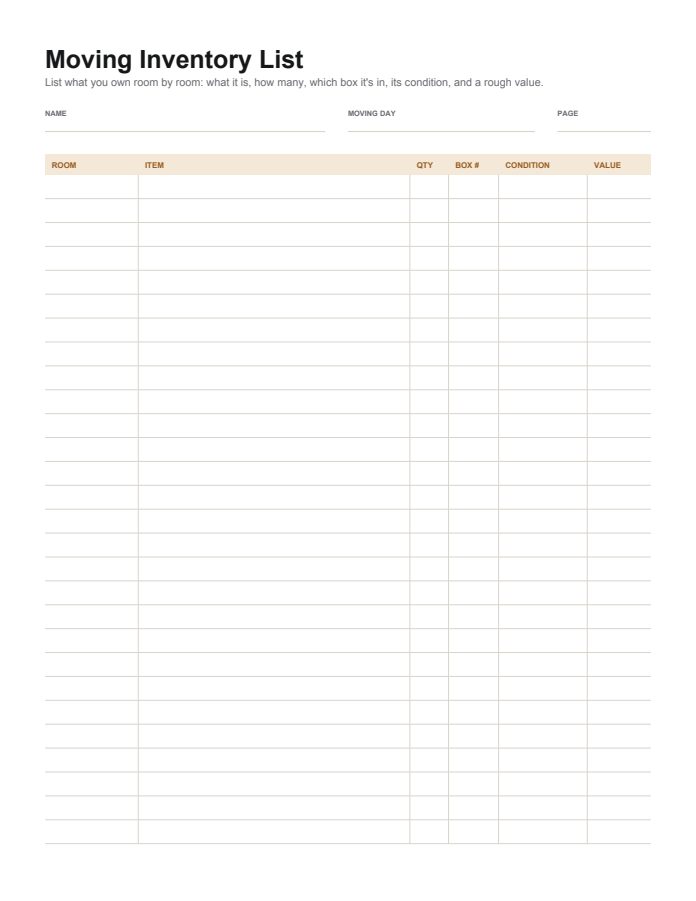 Moving Inventory List
List what you own room by room: what it is, how many, which box it's in, its condition, and a rough value.
NAME MOVING DAY PAGE
ROOM ITEM QTY BOX # CONDITION VALUE